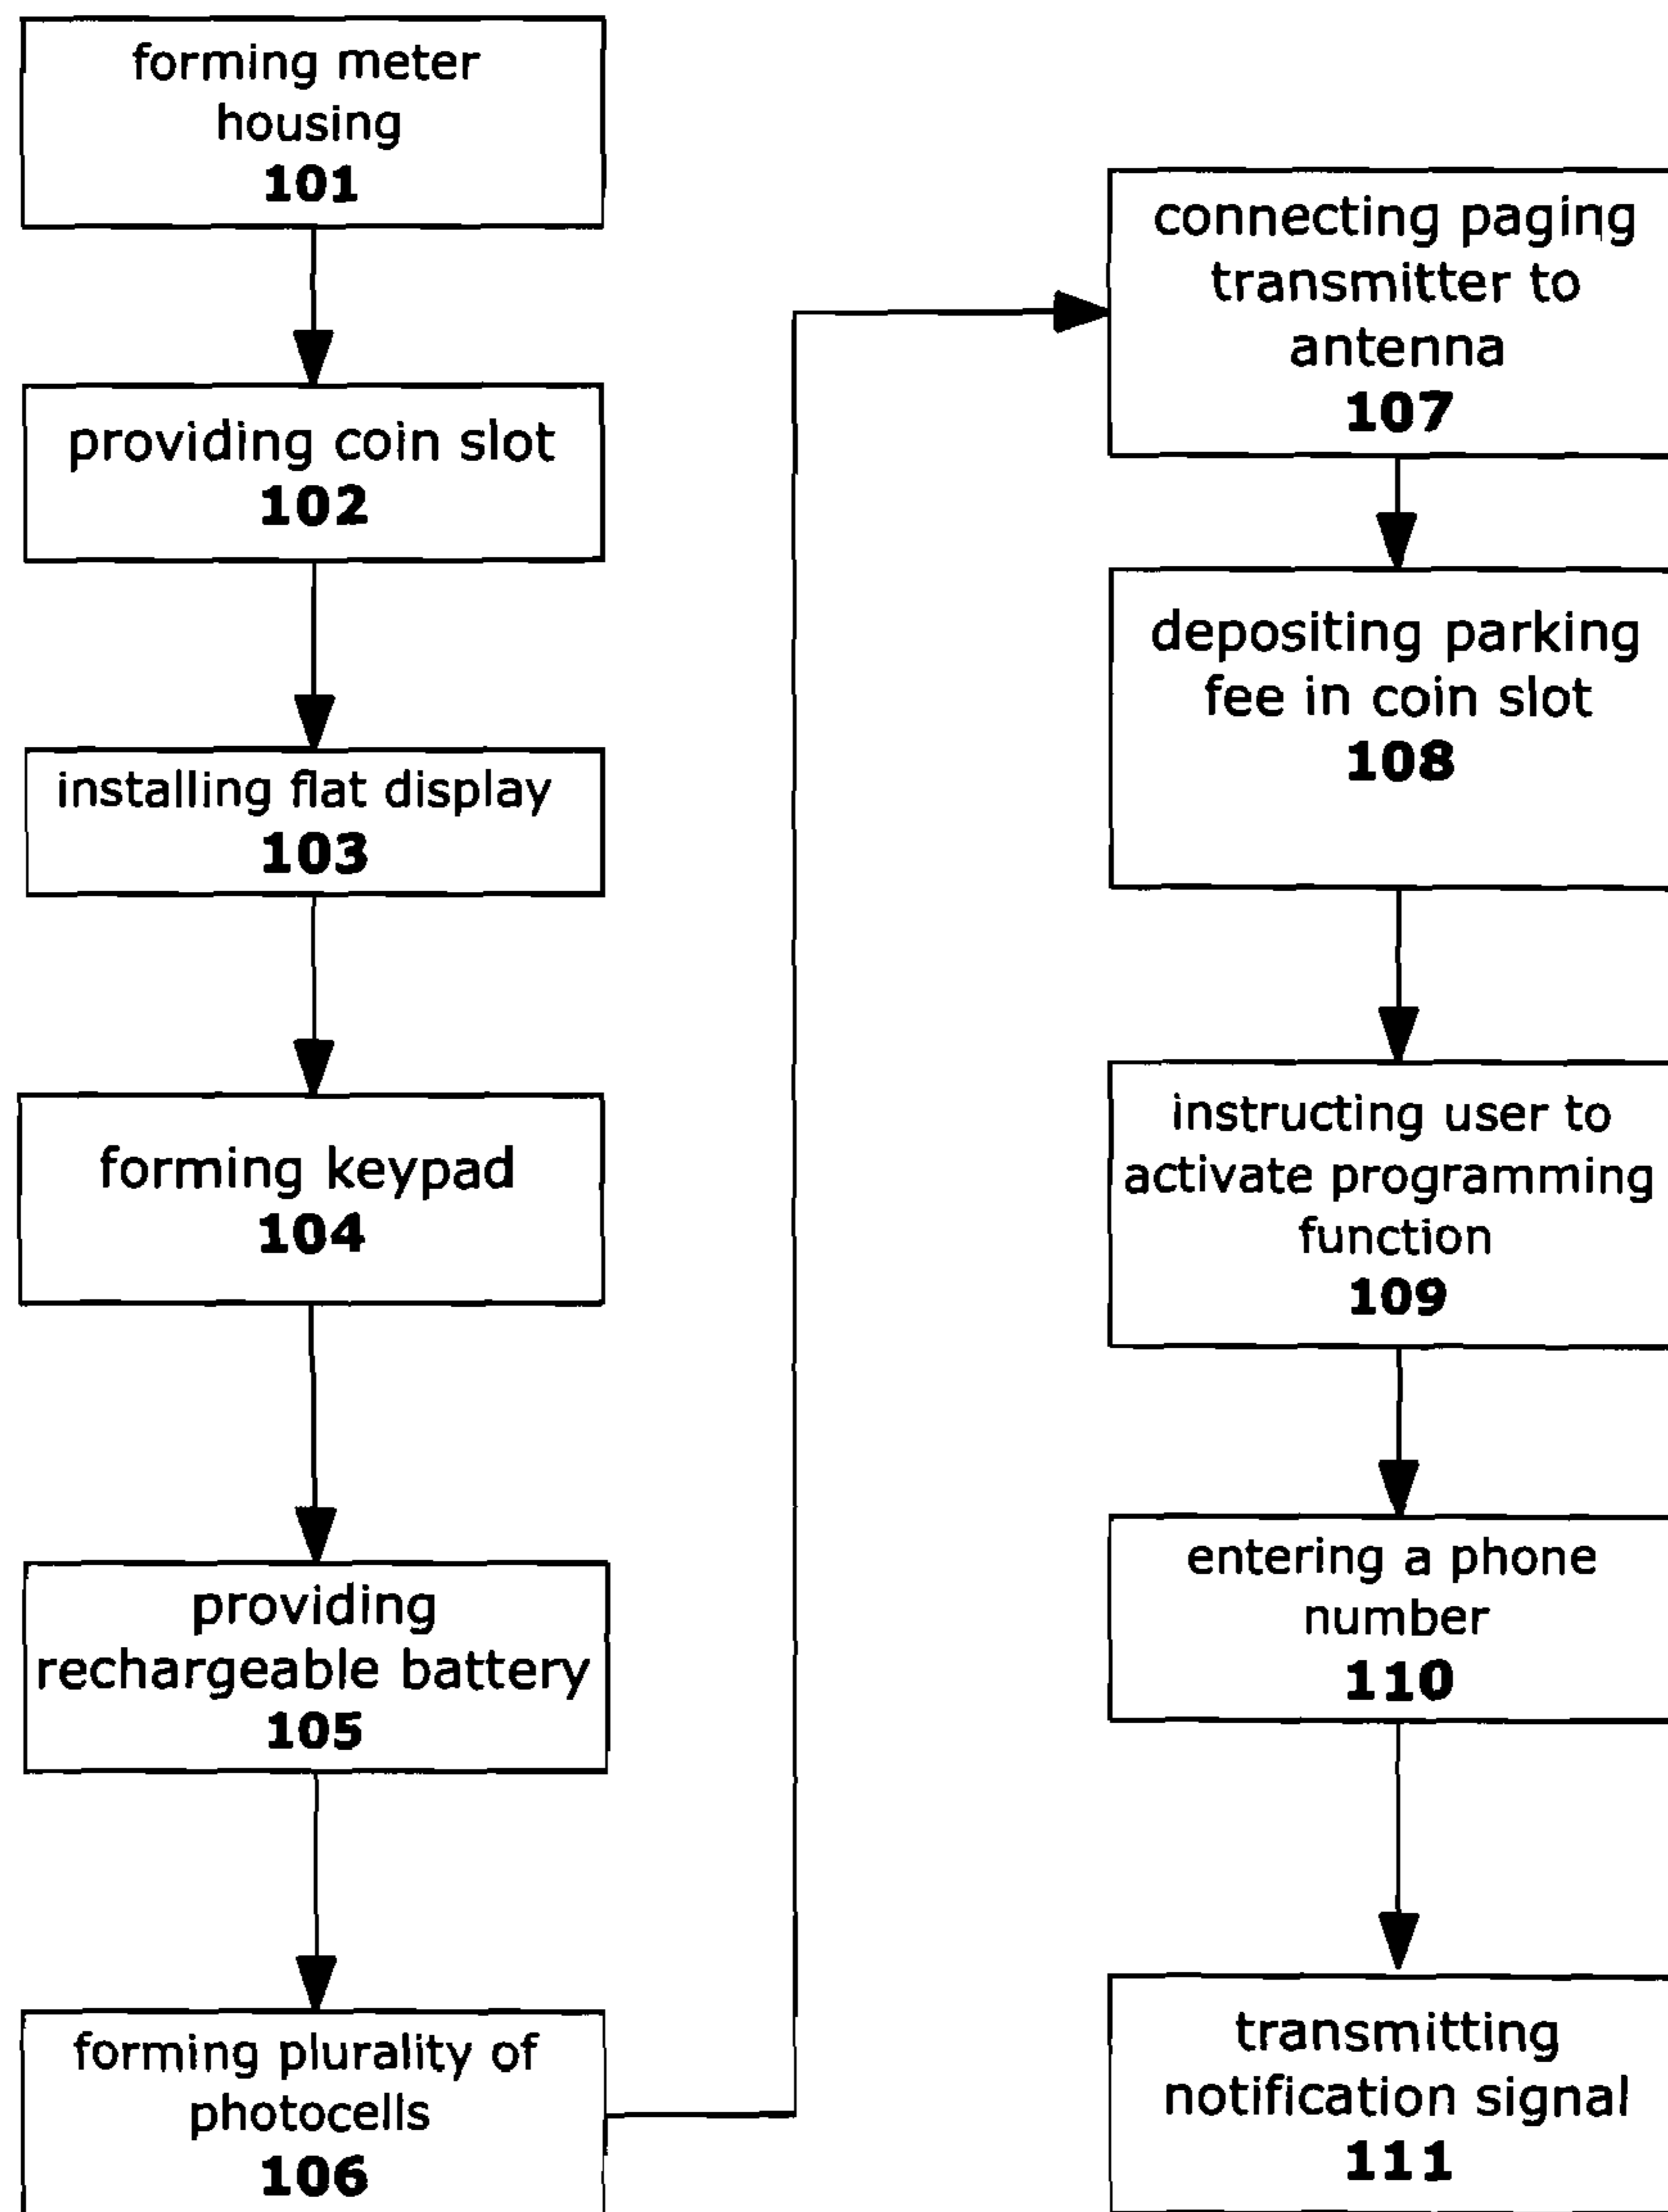 forming meter
housing
101
providing coin slot
102
installing flat display
103
forming keypad
104
providing
rechargeable battery
105
forming plurality of
photocells
106
connecting paging
transmitter to
antenna
107
depositing parking
fee in coin slot
108
instructing user to
activate programming
function
109
entering a phone
number
110
transmitting
notification signal
111